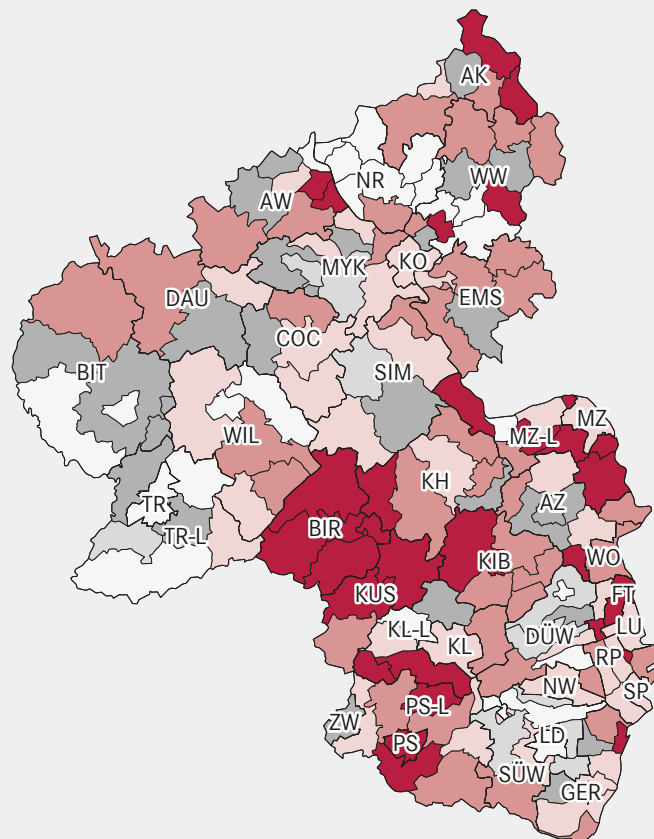 AK
WW
NR
AW
KO
MYK
EMS
DAU
COC
BIT
SIM
MZ
MZ-L
WIL
KH
AZ
TR
BIR
TR-L
KIB
WO
KUS
FT
KL-L
LU
DÜW
KL
RP
NW
SP
PS-L
ZW
LD
PS
SÜW
GER